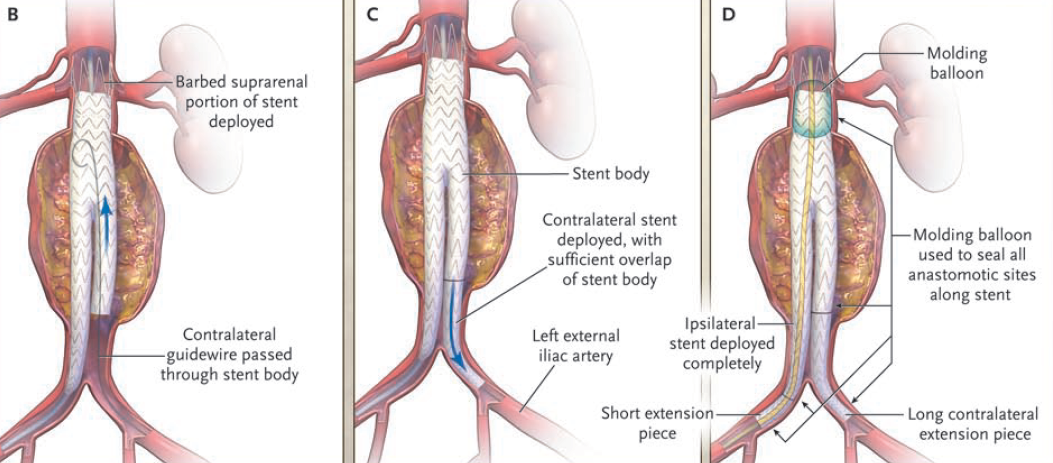 B
Barbed suprarenal
portion of stent
deployed
Contralateral
guidewire passed
through stent body
C
Stent body
Contralateral stent
deployed, with
sufficient overlap
of stent body
Left external
iliac artery
D
Molding
balloon
Molding balloon
used to seal all
anastomotic sites
along stent
Ipsilateral
stent deployed
completely
Short extension
piece
Long contralateral
extension piece